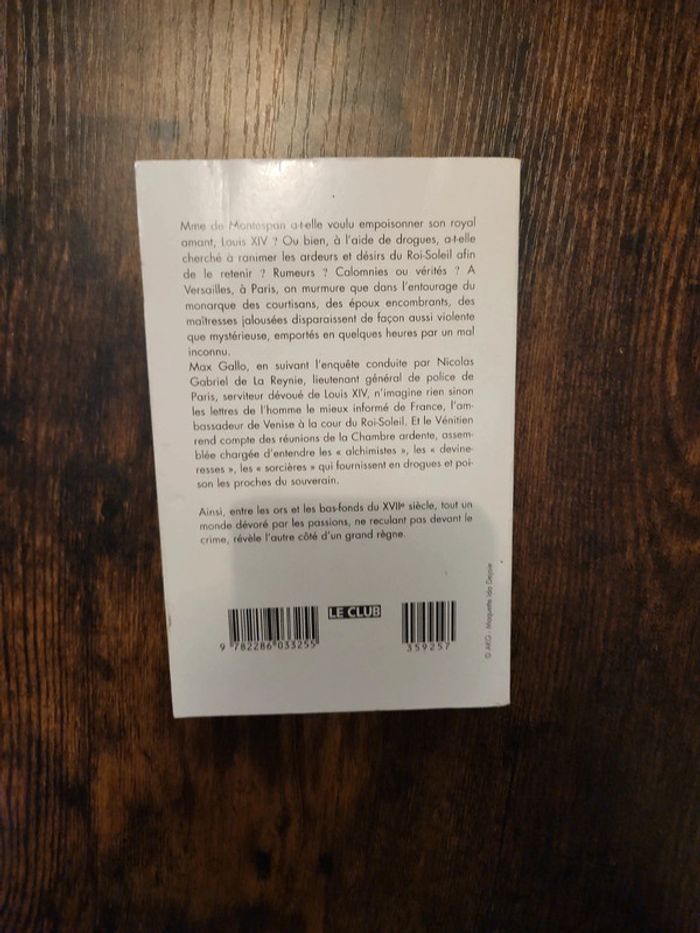 Mme de Montespan a-t-elle voulu empoisonner son royal
amant, Louis XIV ? Ou bien, à l'aide de drogues, a-t-elle
cherché à ranimer les ardeurs et désirs du Roi-Soleil afin
de le retenir ? Rumeurs ? Calomnies ou vérités ? A
Versailles, à Paris, on murmure que dans l'entourage du
monarque des courtisans, des époux encombrants, des
maîtresses jalousées disparaissent de façon aussi violente
que mystérieuse, emportés en quelques heures par un mal
inconnu.
Max Gallo, en suivant l'enquête conduite par Nicolas
Gabriel de La Reynie, lieutenant général de police de
Paris, serviteur dévoué de Louis XIV, n'imagine rien sinon
les lettres de l'homme le mieux informé de France, l'am-
bassadeur de Venise à la cour du Roi-Soleil. Et le Vénitien
rend compte des réunions de la Chambre ardente, assem-
blée chargée d'entendre les « alchimistes », les « devine-
resses », les « sorcières » qui fournissent en drogues et poi-
son les proches du souverain.
Ainsi, entre les ors et les bas-fonds du XVIIe siècle, tout un
monde dévoré par les passions, ne reculant pas devant le
crime, révèle l'autre côté d'un grand règne.
LE CLUB
9 782286 033255
359257
© AKG - Maquette Ida Dejoie